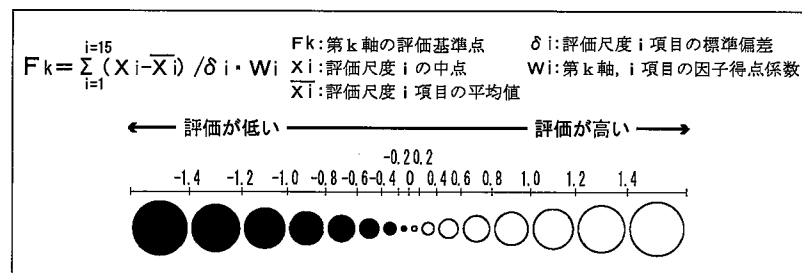 i=15
Fk=Σ(Xi-X̅i̅)/δi・Wi
i=1
Fk:第k軸の評価基準点
Xi:評価尺度iの中点
X̅i̅:評価尺度i項目の平均値
δi:評価尺度i項目の標準偏差
Wi:第k軸,i項目の因子得点係数
評価が低い
評価が高い
-0.2 0.2
-1.4 -1.2 -1.0 -0.8 -0.6 -0.4 0 0.4 0.6 0.8 1.0 1.2 1.4